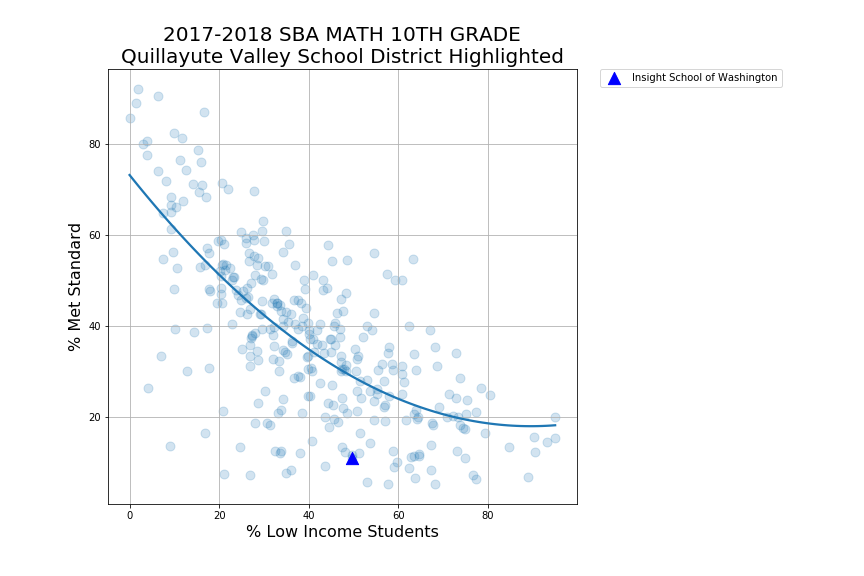 2017-2018 SBA MATH 10TH GRADE
Quillayute Valley School District Highlighted
Insight School of Washington
% Met Standard
80
60
40
20
0
20
40
60
80
% Low Income Students